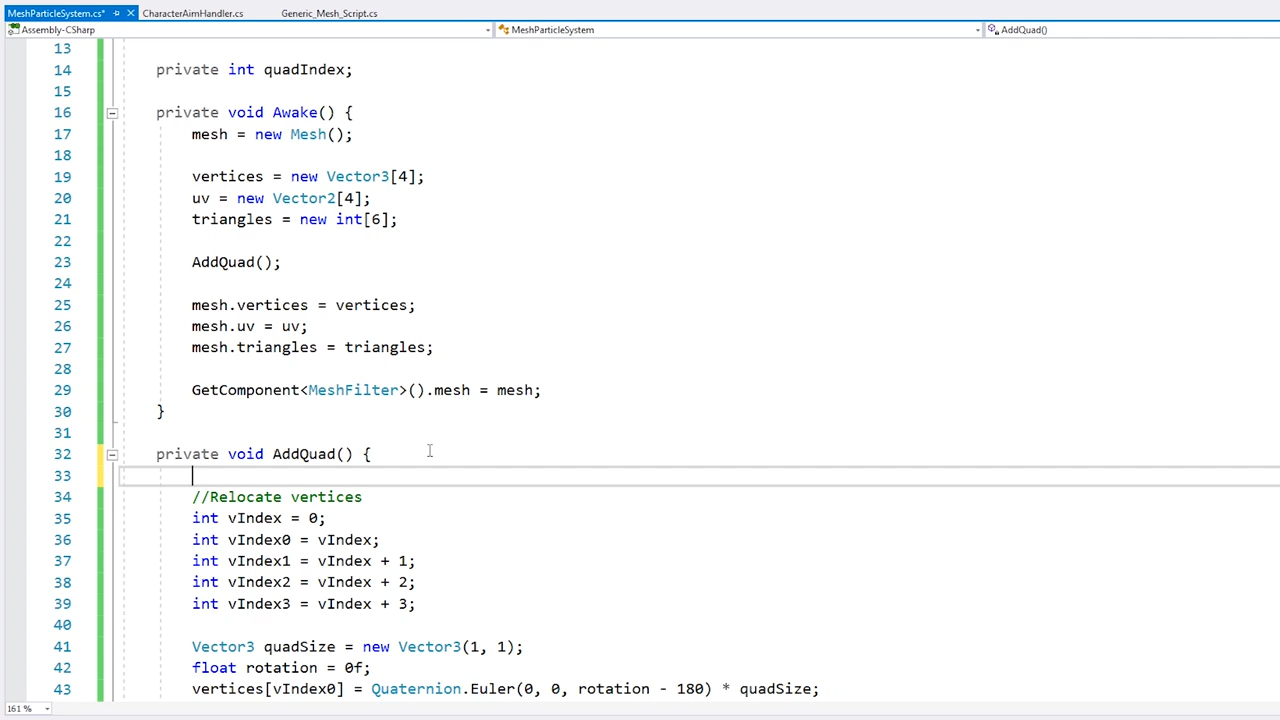 MeshParticleSystem.cs* CharacterAimHandler.cs Generic_Mesh_Script.cs
Assembly-CSharp MeshParticleSystem AddQuad()
13
14 private int quadIndex;
15
16 private void Awake() {
17 mesh = new Mesh();
18
19 vertices = new Vector3[4];
20 uv = new Vector2[4];
21 triangles = new int[6];
22
23 AddQuad();
24
25 mesh.vertices = vertices;
26 mesh.uv = uv;
27 mesh.triangles = triangles;
28
29 GetComponent<MeshFilter>().mesh = mesh;
30 }
31
32 private void AddQuad() {
33
34 //Relocate vertices
35 int vIndex = 0;
36 int vIndex0 = vIndex;
37 int vIndex1 = vIndex + 1;
38 int vIndex2 = vIndex + 2;
39 int vIndex3 = vIndex + 3;
40
41 Vector3 quadSize = new Vector3(1, 1);
42 float rotation = 0f;
43 vertices[vIndex0] = Quaternion.Euler(0, 0, rotation - 180) * quadSize;
161 %